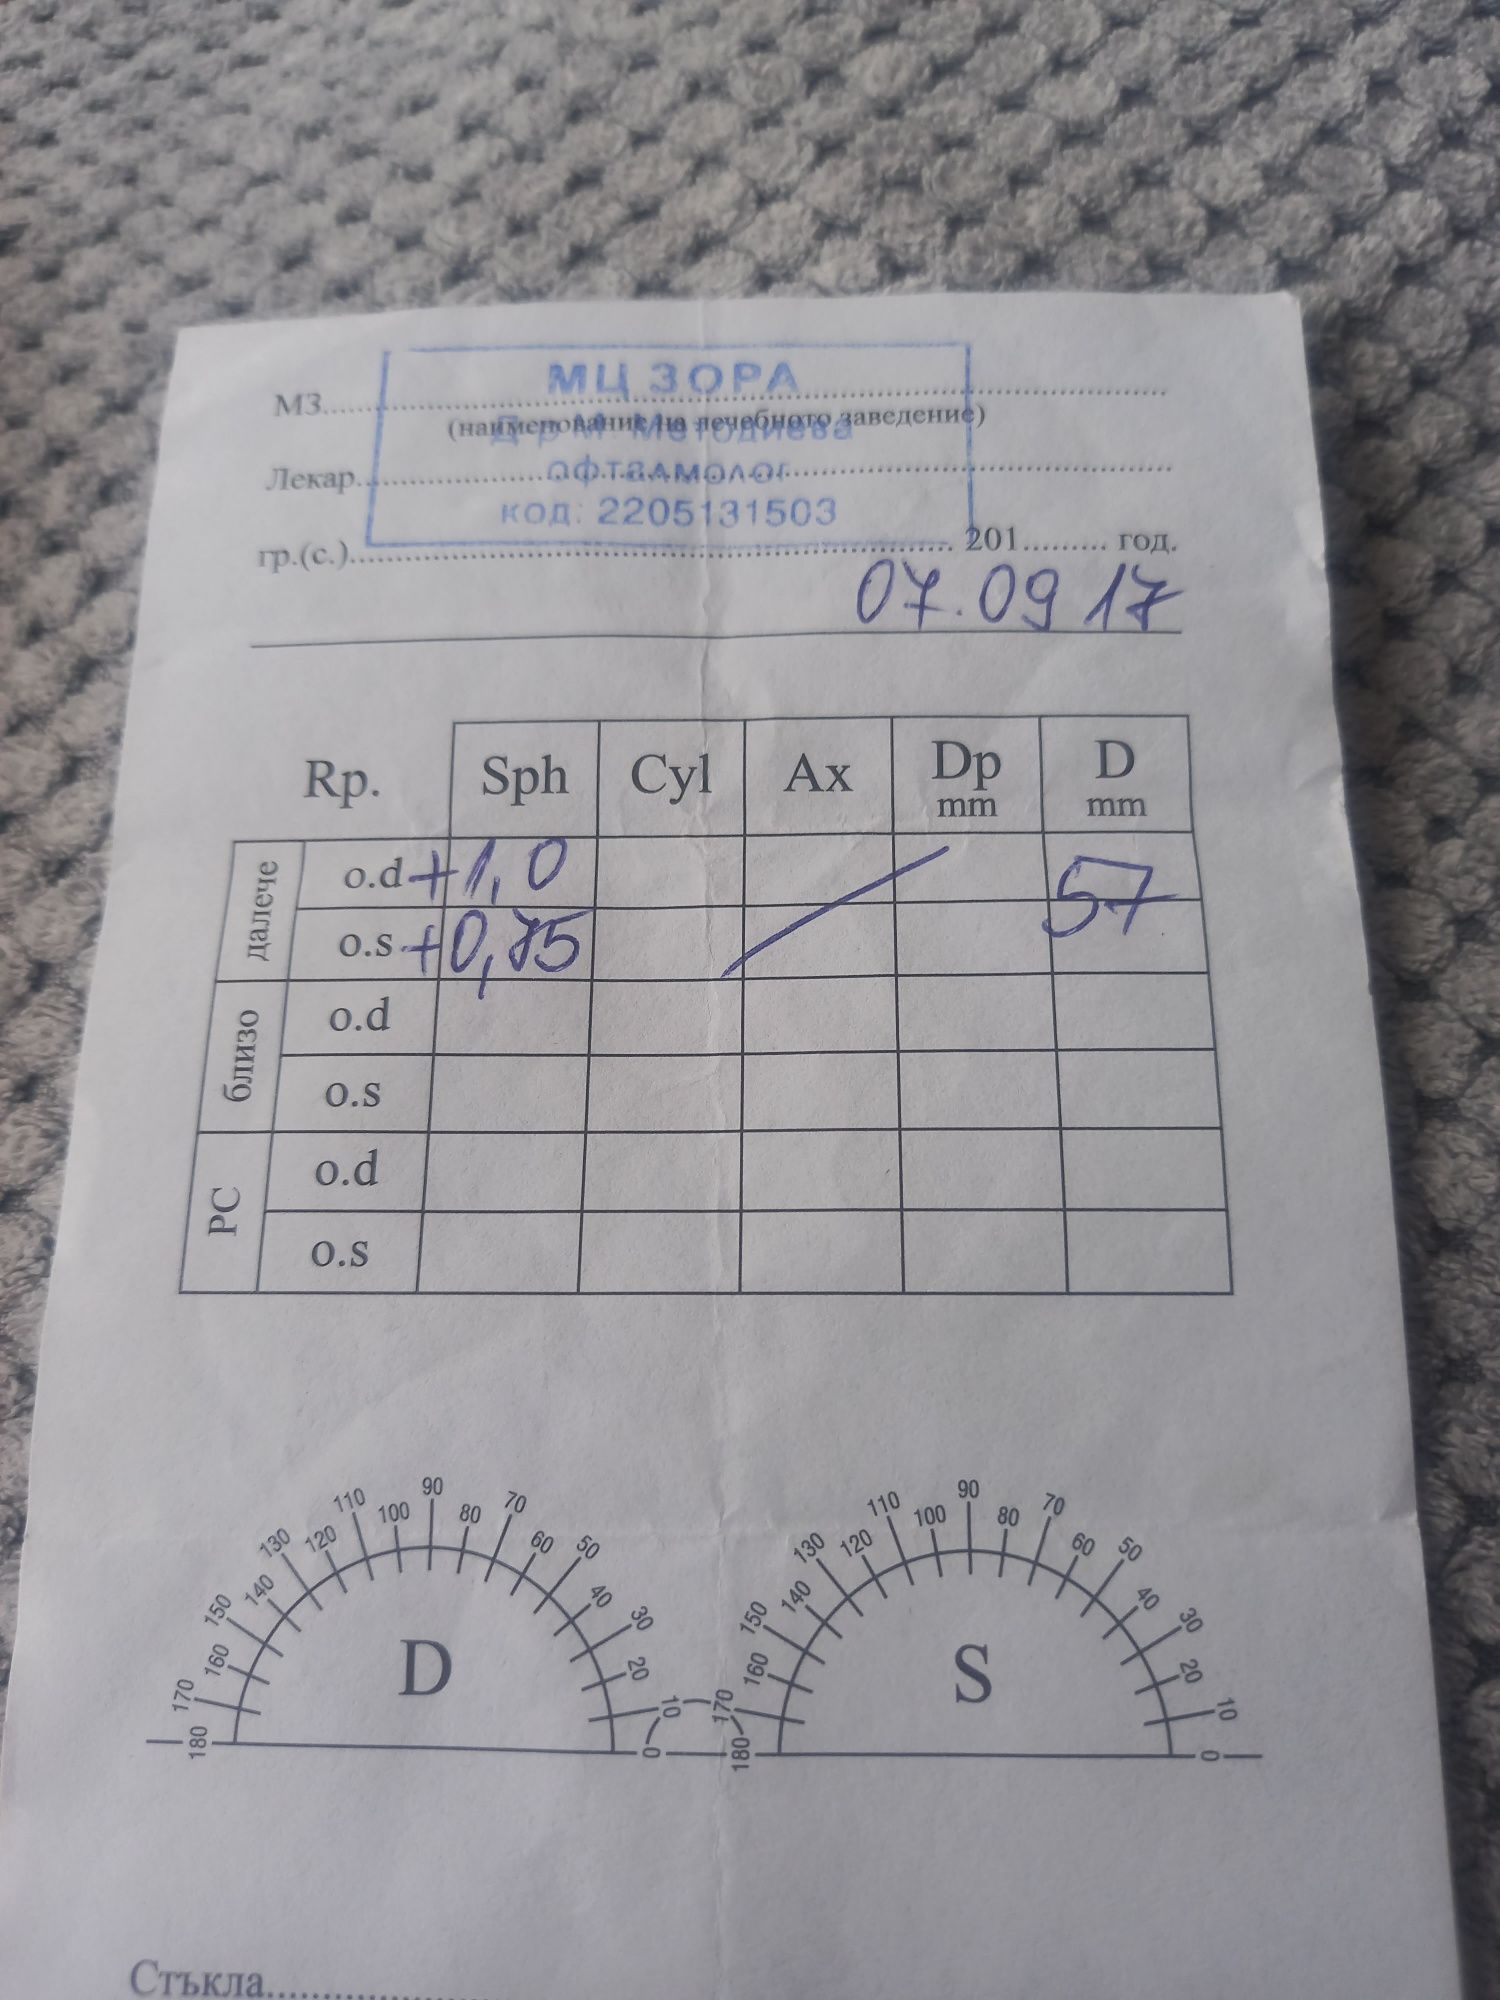 МЦ ЗОРА
МЗ........................
(наименование на лечебното заведение)
Д-р М. Методиева
Лекар........................
офталмолог
код: 2205131503
гр.(с.)........................ 201......... год.
07.09 17
Rp. Sph Cyl Ax Dp mm D mm
далече o.d +1,0 57
o.s +0,75
близо o.d
o.s
РС o.d
o.s
180 170 160 150 140 130 120 110 100 90 80 70 60 50 40 30 20 10 0
D
180 170 160 150 140 130 120 110 100 90 80 70 60 50 40 30 20 10 0
S
Стъкла........................